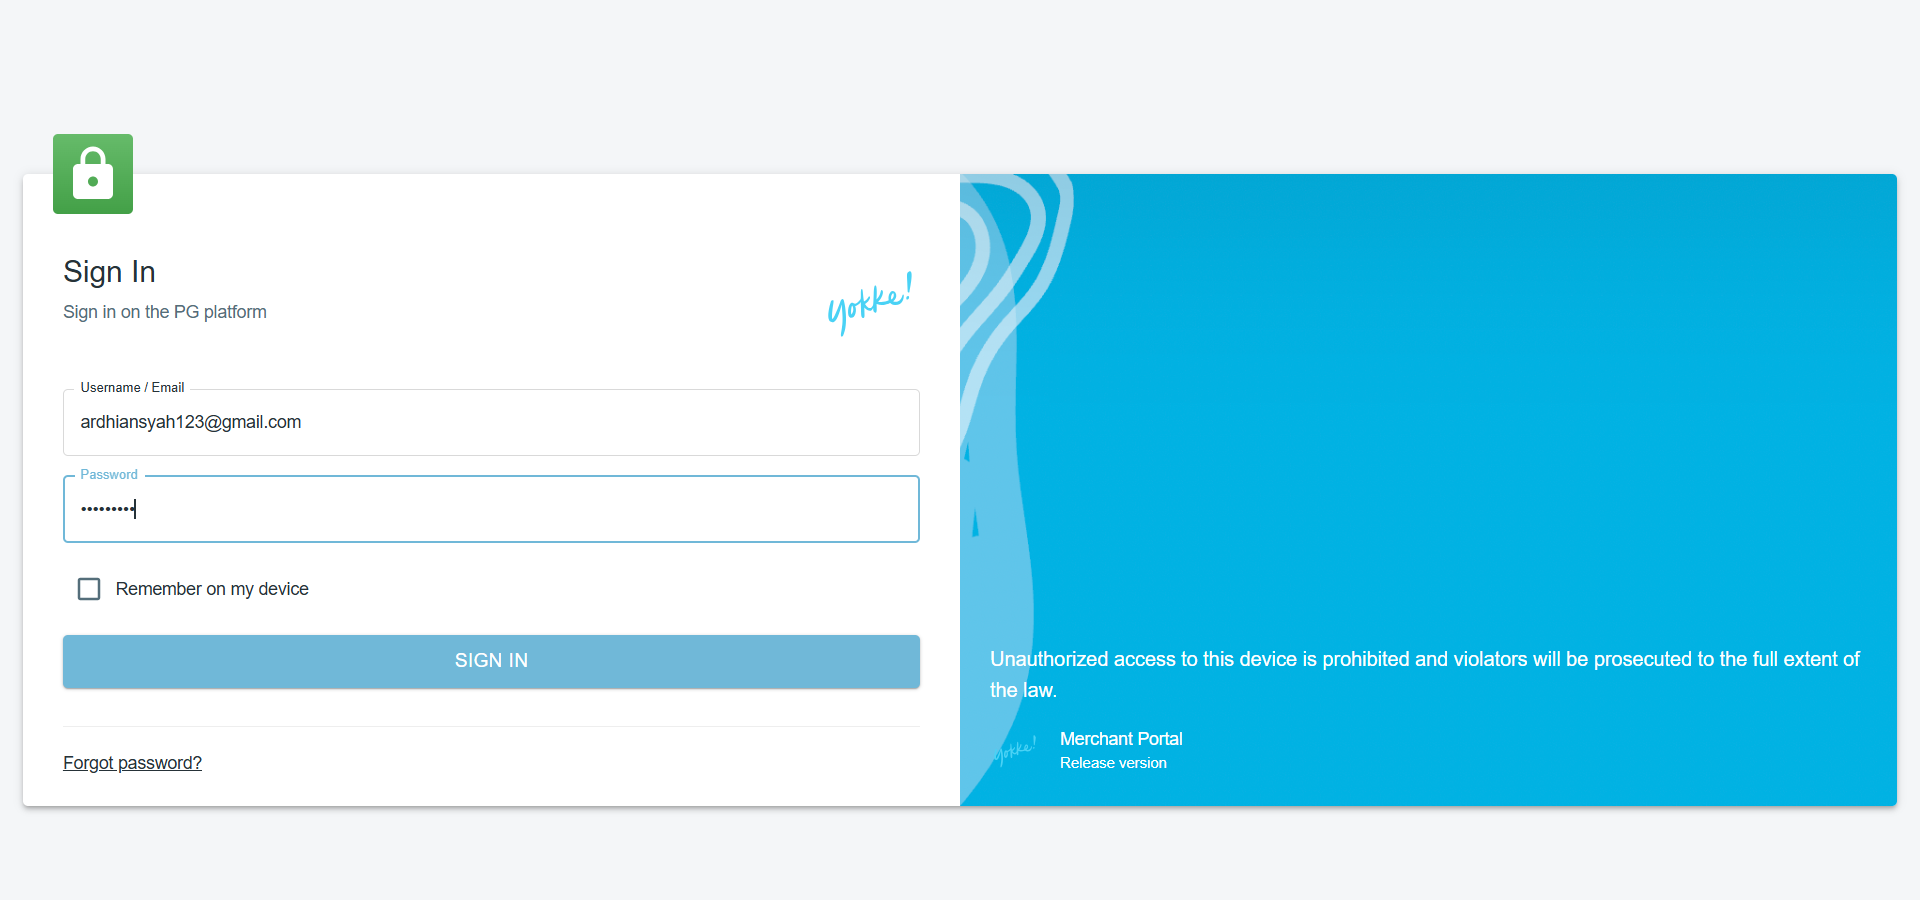 Sign In
Sign in on the PG platform
yokke!
Username / Email
ardhiansyah123@gmail.com
Password
•••••••••
Remember on my device
SIGN IN
Forgot password?
Unauthorized access to this device is prohibited and violators will be prosecuted to the full extent of
the law.
yokke!
Merchant Portal
Release version